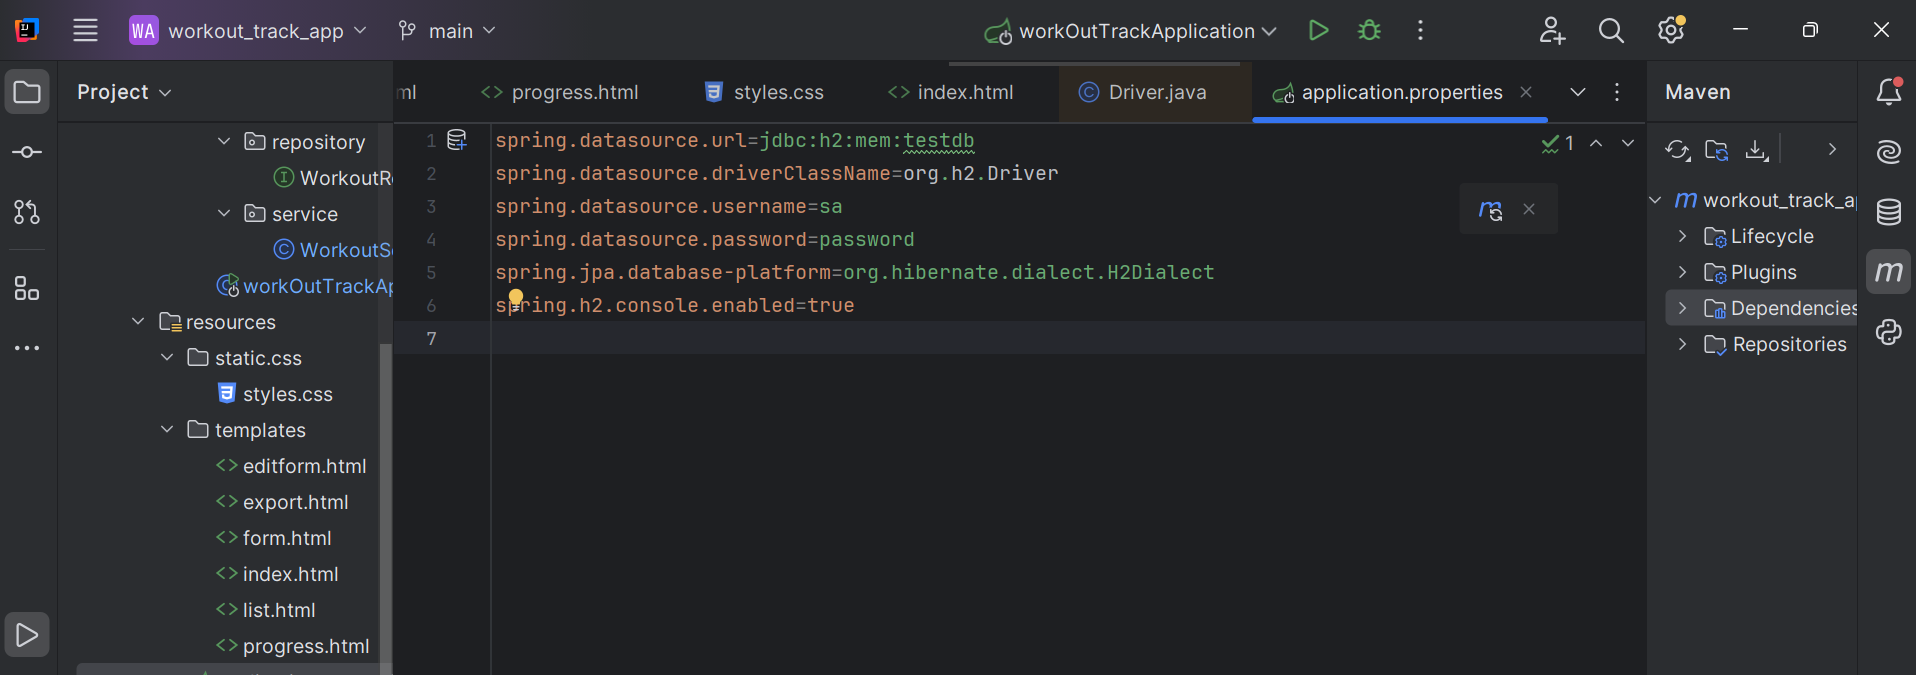 WA workout_track_app main workOutTrackApplication
Project
ml progress.html styles.css index.html Driver.java application.properties
Maven
repository
WorkoutRe
service
WorkoutSe
workOutTrackAp
resources
static.css
styles.css
templates
editform.html
export.html
form.html
index.html
list.html
progress.html
1 spring.datasource.url=jdbc:h2:mem:testdb
2 spring.datasource.driverClassName=org.h2.Driver
3 spring.datasource.username=sa
4 spring.datasource.password=password
5 spring.jpa.database-platform=org.hibernate.dialect.H2Dialect
6 spring.h2.console.enabled=true
7
1
m
m workout_track_a
Lifecycle
Plugins
Dependencies
Repositories
m